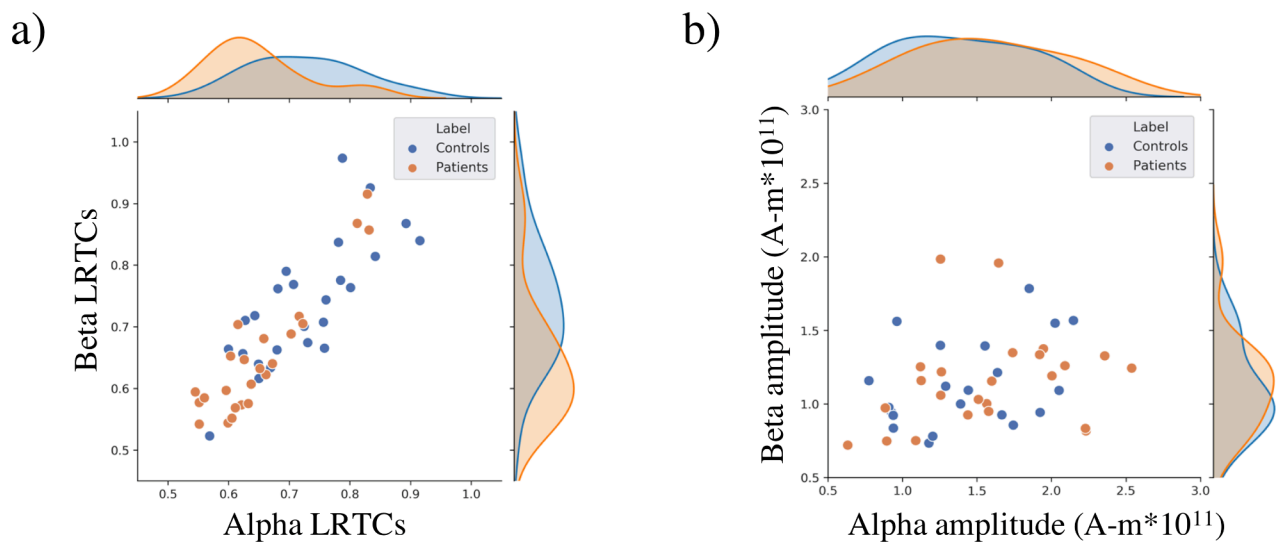 a)
Label
Controls
Patients
1.0
0.9
0.8
0.7
0.6
0.5
Beta LRTCs
0.5 0.6 0.7 0.8 0.9 1.0
Alpha LRTCs
b)
Label
Controls
Patients
3.0
2.5
2.0
1.5
1.0
0.5
Beta amplitude (A-m*10¹¹)
0.5 1.0 1.5 2.0 2.5 3.0
Alpha amplitude (A-m*10¹¹)